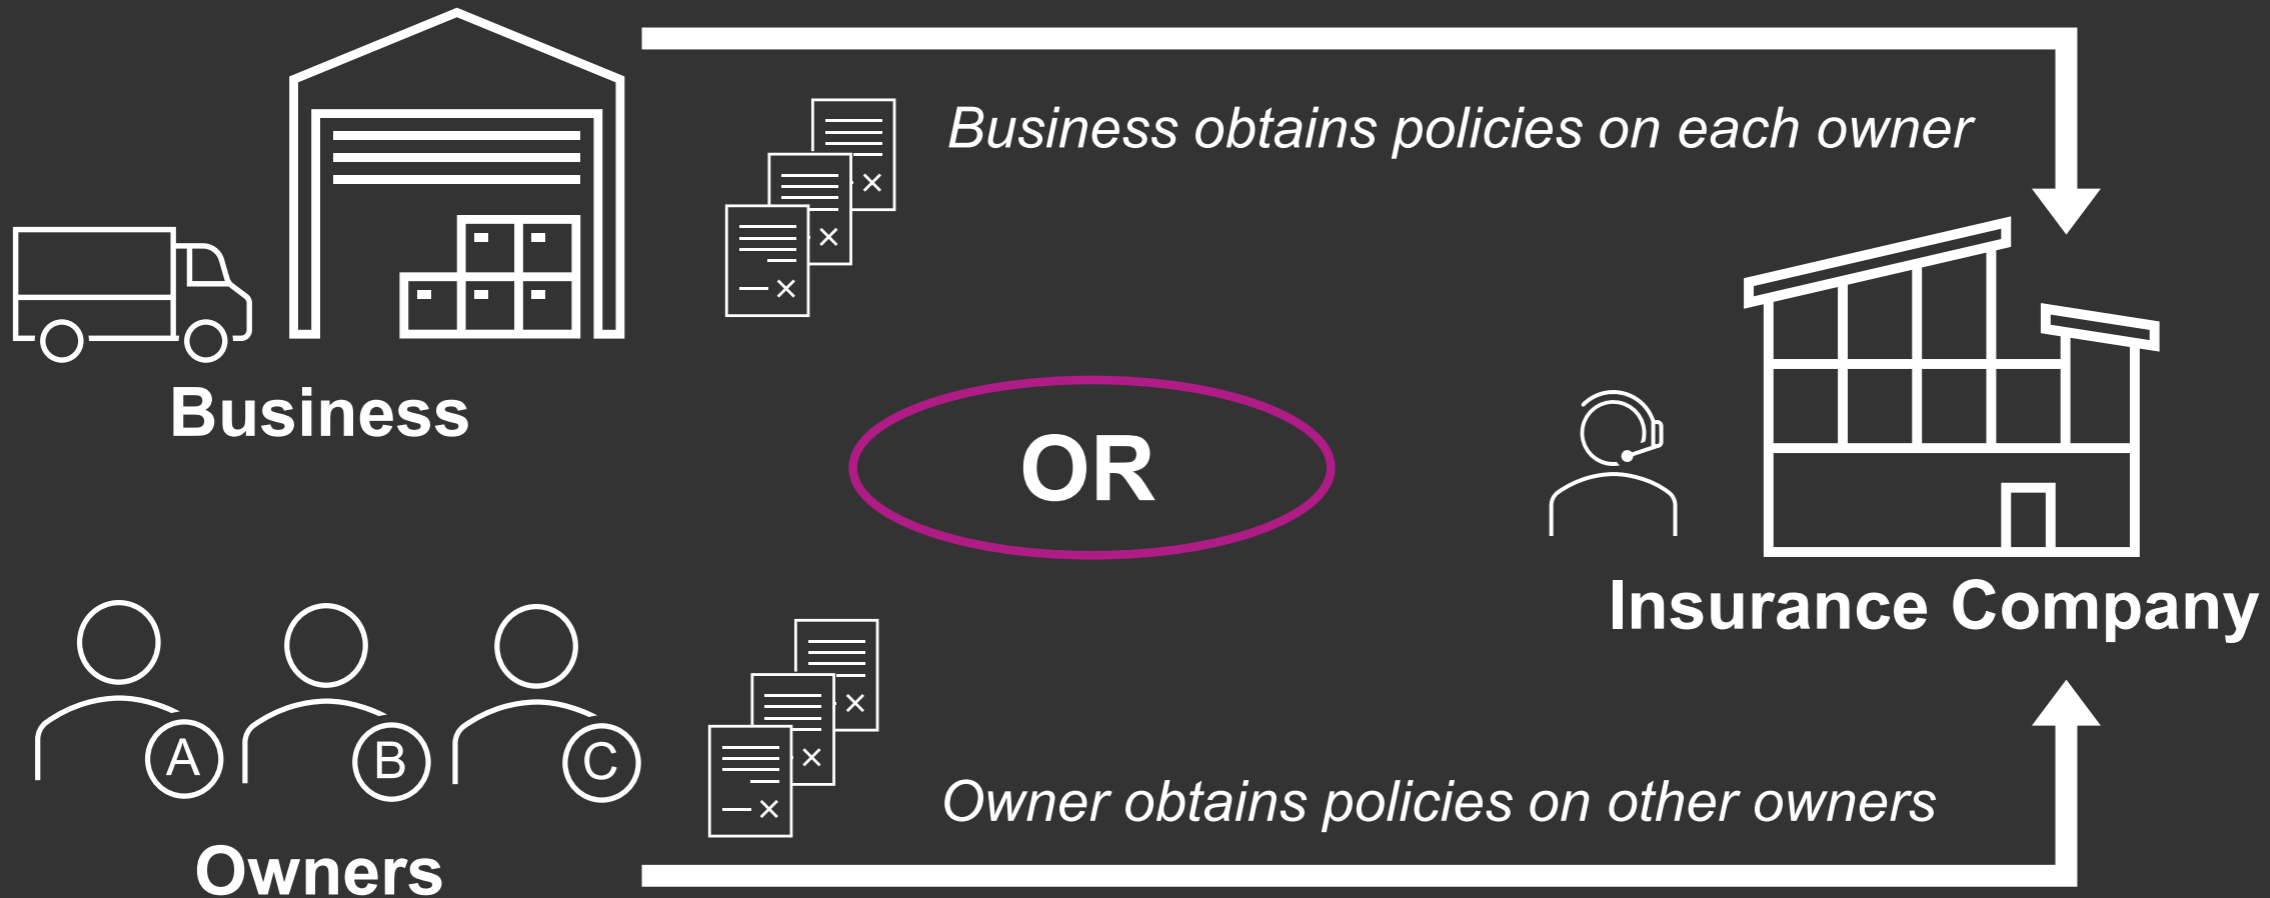 Business obtains policies on each owner
Business
OR
Insurance Company
A
B
C
Owner obtains policies on other owners
Owners